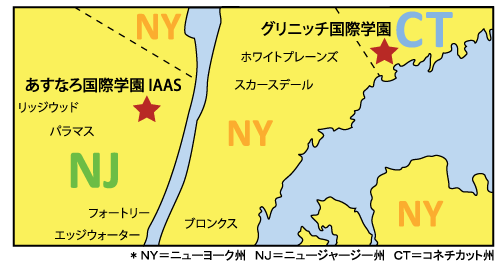 NY
グリニッチ国際学園
CT
ホワイトプレーンズ
あすなろ国際学園 IAAS
スカースデール
リッジウッド
パラマス
NY
NJ
フォートリー
ブロンクス
NY
エッジウォーター
* NY＝ニューヨーク州 NJ＝ニュージャージー州 CT＝コネチカット州